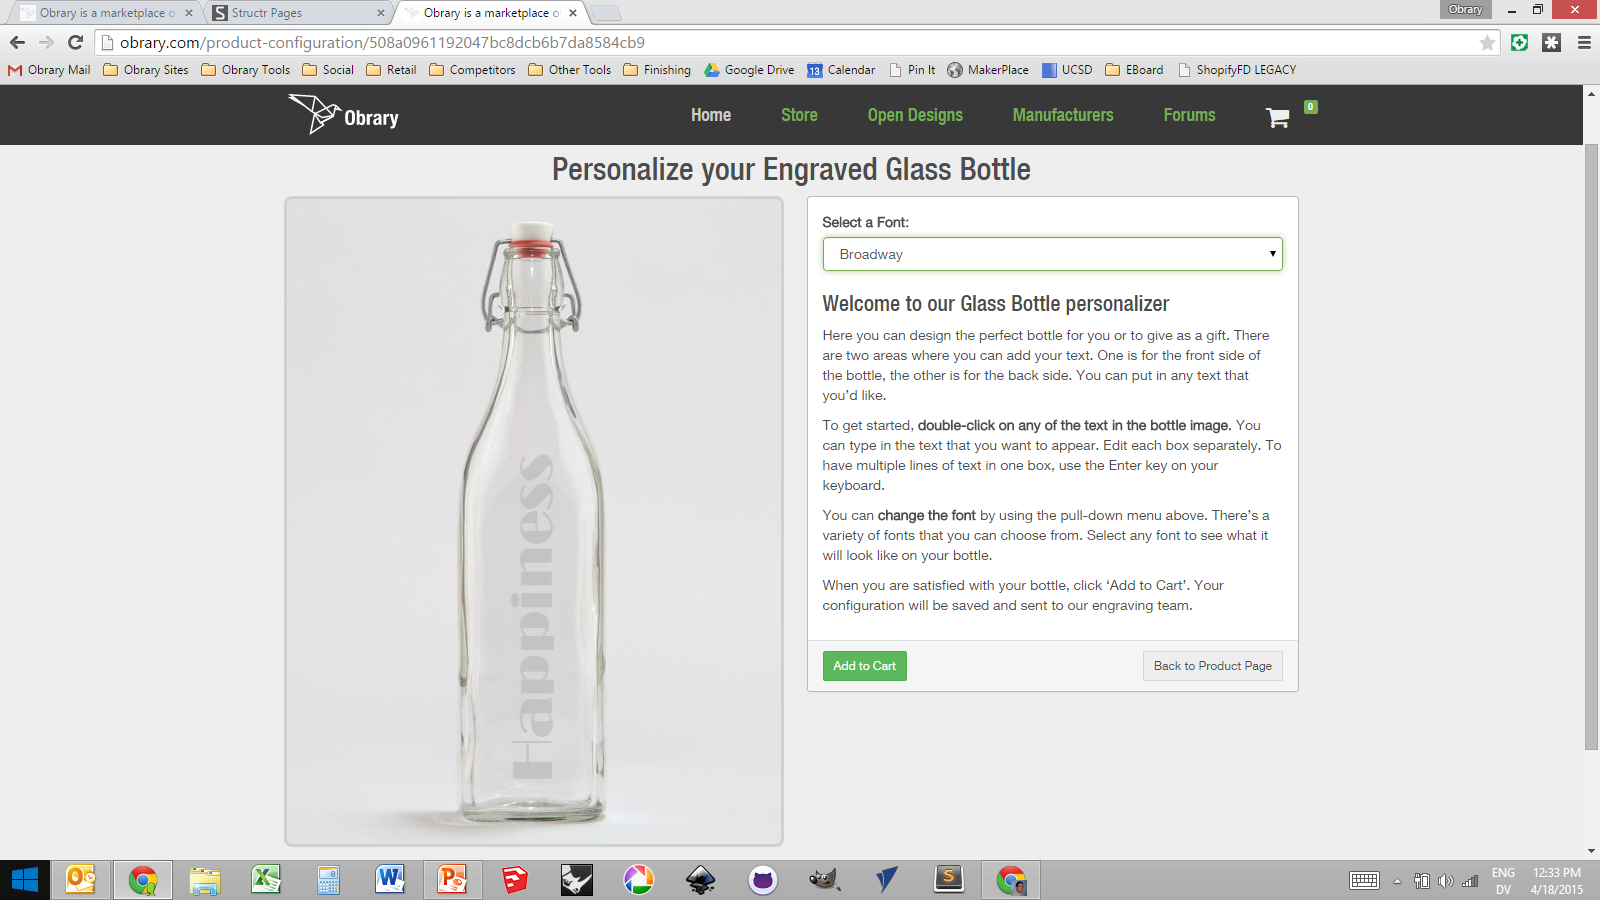 Obrary is a marketplace o
Structr Pages
Obrary is a marketplace o
Obrary
obrary.com/product-configuration/508a0961192047bc8dcb6b7da8584cb9
Obrary Mail
Obrary Sites
Obrary Tools
Social
Retail
Competitors
Other Tools
Finishing
Google Drive
13
Calendar
Pin It
MakerPlace
UCSD
EBoard
ShopifyFD LEGACY
Obrary
Home
Store
Open Designs
Manufacturers
Forums
0
Personalize your Engraved Glass Bottle
Happiness
Select a Font:
Broadway
Welcome to our Glass Bottle personalizer
Here you can design the perfect bottle for you or to give as a gift. There
are two areas where you can add your text. One is for the front side of
the bottle, the other is for the back side. You can put in any text that
you’d like.
To get started, double-click on any of the text in the bottle image. You
can type in the text that you want to appear. Edit each box separately. To
have multiple lines of text in one box, use the Enter key on your
keyboard.
You can change the font by using the pull-down menu above. There’s a
variety of fonts that you can choose from. Select any font to see what it
will look like on your bottle.
When you are satisfied with your bottle, click ‘Add to Cart’. Your
configuration will be saved and sent to our engraving team.
Add to Cart
Back to Product Page
ENG
DV
12:33 PM
4/18/2015